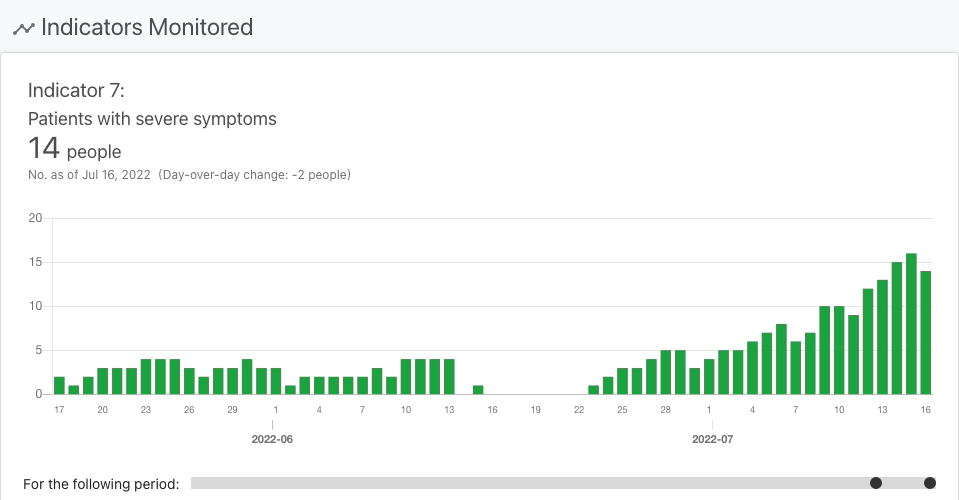 Indicators Monitored
Indicator 7:
Patients with severe symptoms
14 people
No. as of Jul 16, 2022 (Day-over-day change: -2 people)
20
15
10
5
0
17 20 23 26 29 1 4 7 10 13 16 19 22 25 28 1 4 7 10 13 16
2022-06 2022-07
For the following period: